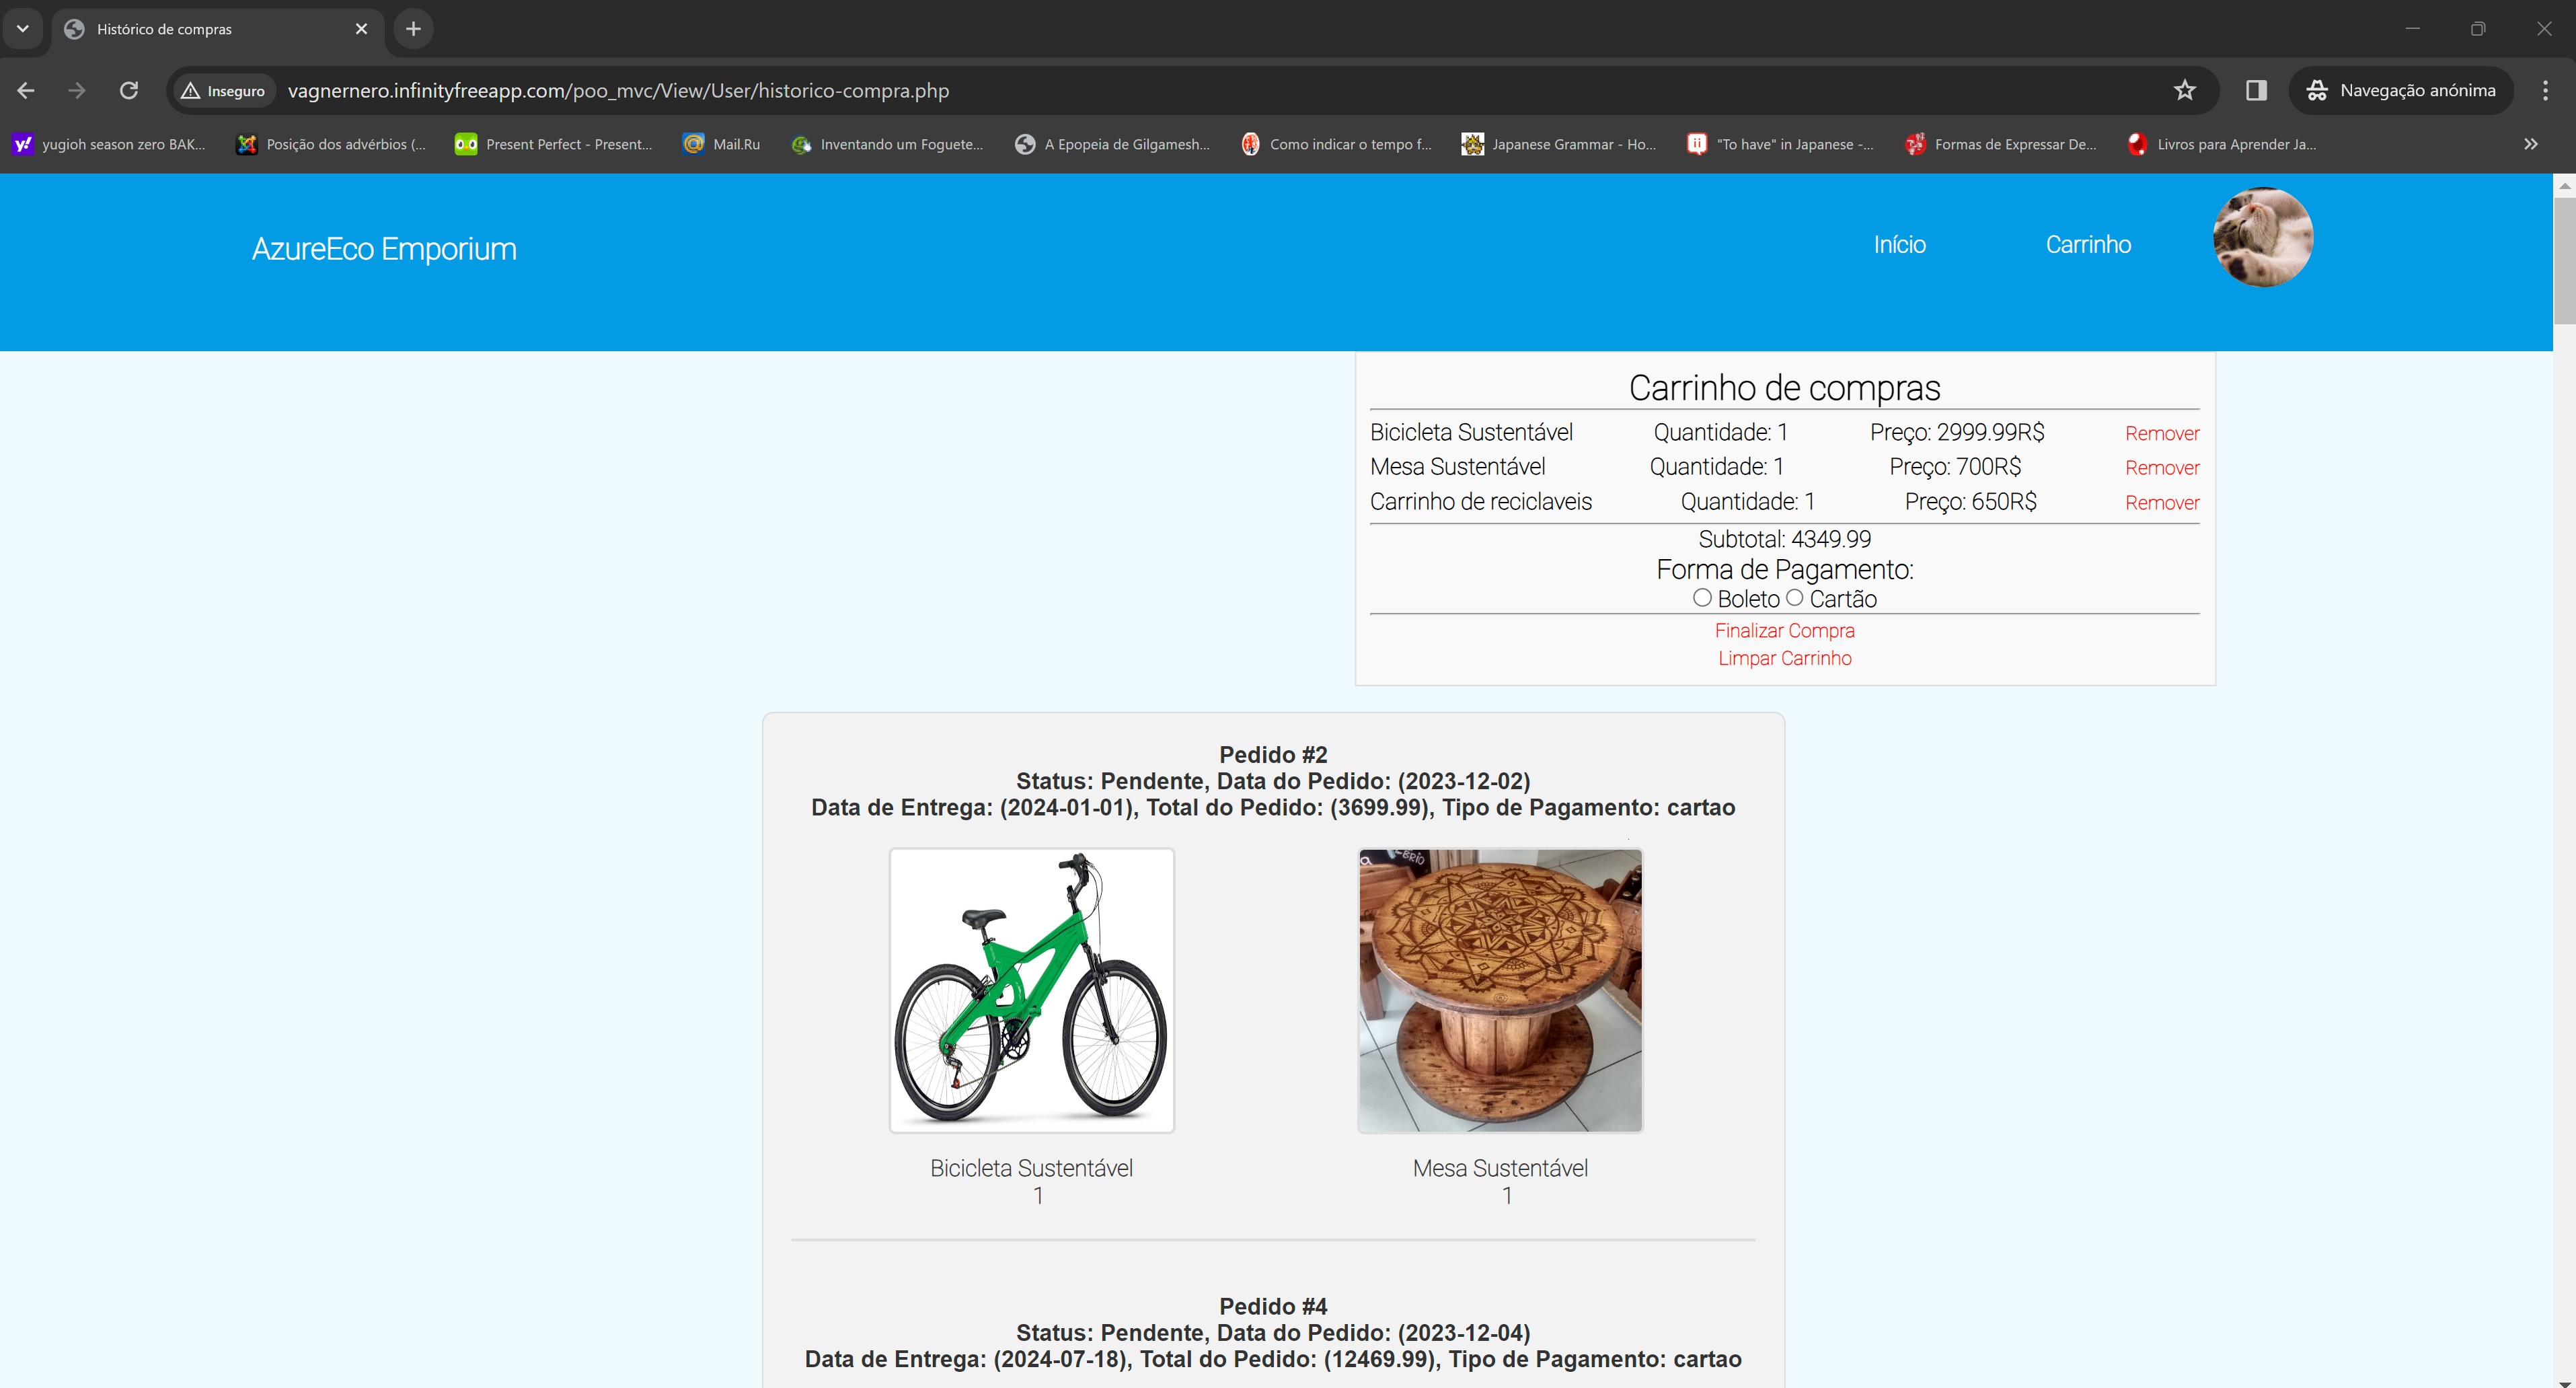 Histórico de compras
Inseguro vagnernero.infinityfreeapp.com/poo_mvc/View/User/historico-compra.php Navegação anónima
yugioh season zero BAK... Posição dos advérbios (... Present Perfect - Present... Mail.Ru Inventando um Foguete... A Epopeia de Gilgamesh... Como indicar o tempo f... Japanese Grammar - Ho... "To have" in Japanese -... Formas de Expressar De... Livros para Aprender Ja...
AzureEco Emporium Início Carrinho
Carrinho de compras
Bicicleta Sustentável Quantidade: 1 Preço: 2999.99R$ Remover
Mesa Sustentável Quantidade: 1 Preço: 700R$ Remover
Carrinho de reciclaveis Quantidade: 1 Preço: 650R$ Remover
Subtotal: 4349.99
Forma de Pagamento:
Boleto Cartão
Finalizar Compra
Limpar Carrinho
Pedido #2
Status: Pendente, Data do Pedido: (2023-12-02)
Data de Entrega: (2024-01-01), Total do Pedido: (3699.99), Tipo de Pagamento: cartao
Bicicleta Sustentável Mesa Sustentável
1 1
Pedido #4
Status: Pendente, Data do Pedido: (2023-12-04)
Data de Entrega: (2024-07-18), Total do Pedido: (12469.99), Tipo de Pagamento: cartao